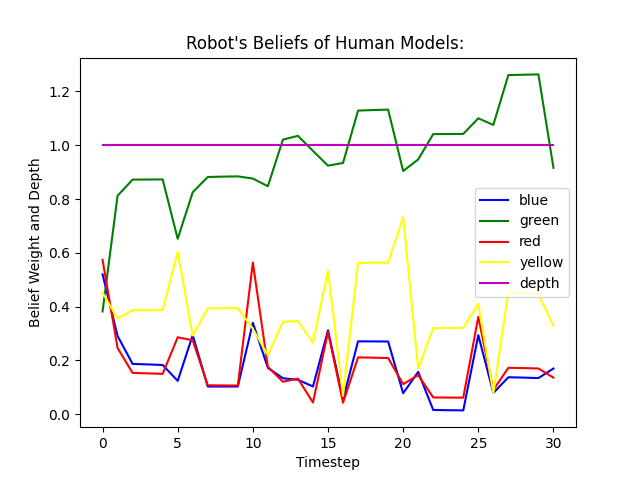 Robot's Beliefs of Human Models:
Belief Weight and Depth
1.2
1.0
0.8
0.6
0.4
0.2
0.0
blue
green
red
yellow
depth
0 5 10 15 20 25 30
Timestep